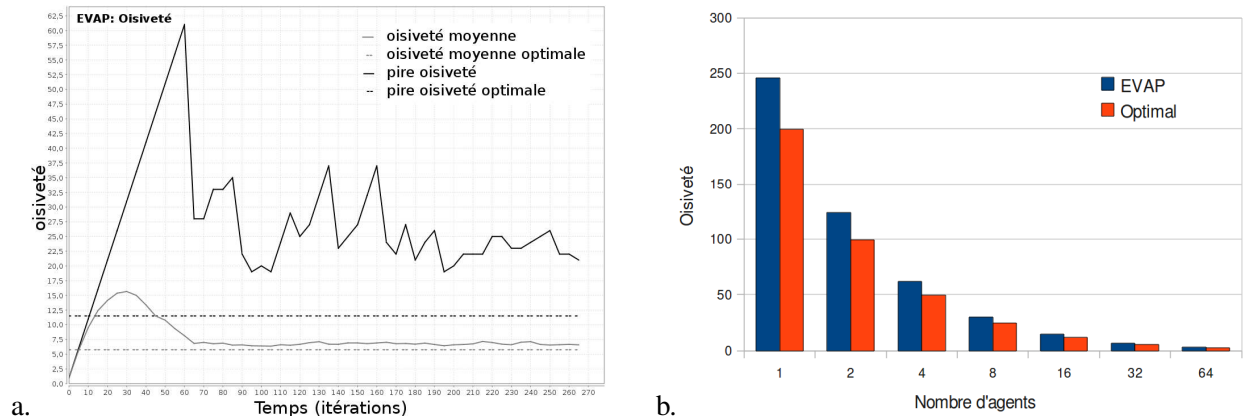 EVAP: Oisiveté
62,5
60,0
57,5
55,0
52,5
50,0
47,5
45,0
42,5
40,0
37,5
35,0
32,5
30,0
27,5
25,0
22,5
20,0
17,5
15,0
12,5
10,0
7,5
5,0
2,5
0,0
oisiveté
oisiveté moyenne
oisiveté moyenne optimale
pire oisiveté
pire oisiveté optimale
0 10 20 30 40 50 60 70 80 90 100 110 120 130 140 150 160 170 180 190 200 210 220 230 240 250 260 270
Temps (itérations)
a.
300
250
200
150
100
50
0
Oisiveté
EVAP
Optimal
1 2 4 8 16 32 64
Nombre d'agents
b.